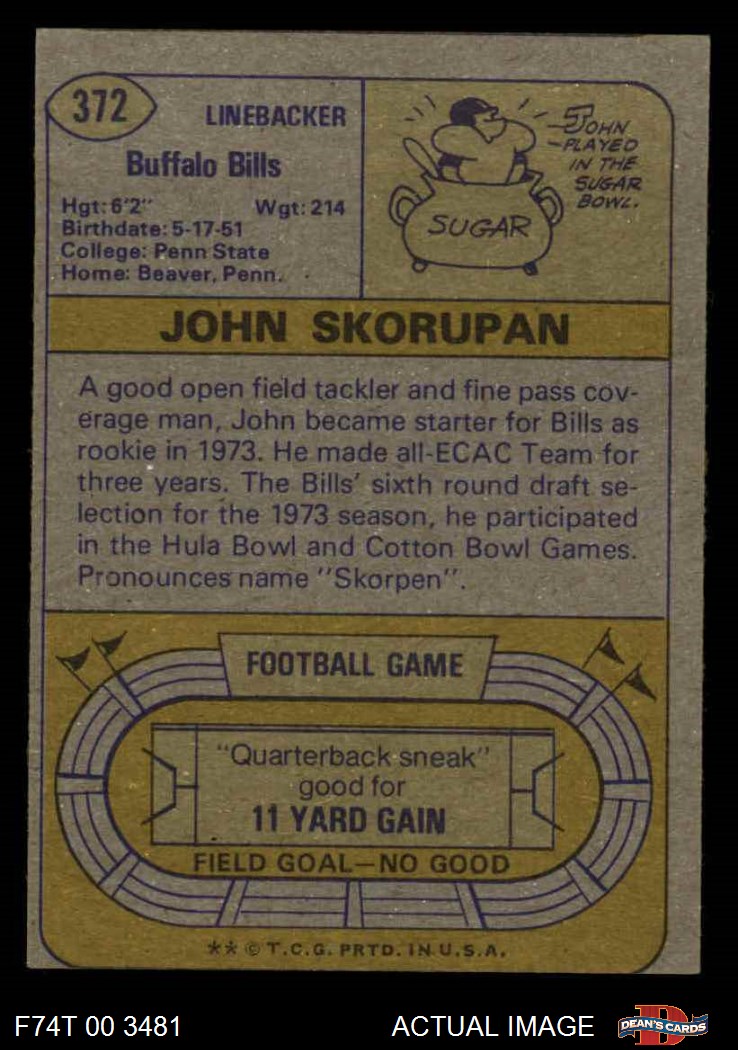 372
LINEBACKER
Buffalo Bills
Hgt: 6'2" Wgt: 214
Birthdate: 5-17-51
College: Penn State
Home: Beaver, Penn.
JOHN
PLAYED
IN THE
SUGAR
BOWL.
SUGAR
JOHN SKORUPAN
A good open field tackler and fine pass cov-
erage man, John became starter for Bills as
rookie in 1973. He made all-ECAC Team for
three years. The Bills' sixth round draft se-
lection for the 1973 season, he participated
in the Hula Bowl and Cotton Bowl Games.
Pronounces name "Skorpen".
FOOTBALL GAME
"Quarterback sneak"
good for
11 YARD GAIN
FIELD GOAL—NO GOOD
** © T.C.G. PRTD. IN U.S.A.
F74T 00 3481 ACTUAL IMAGE
D
DEAN'S CARDS